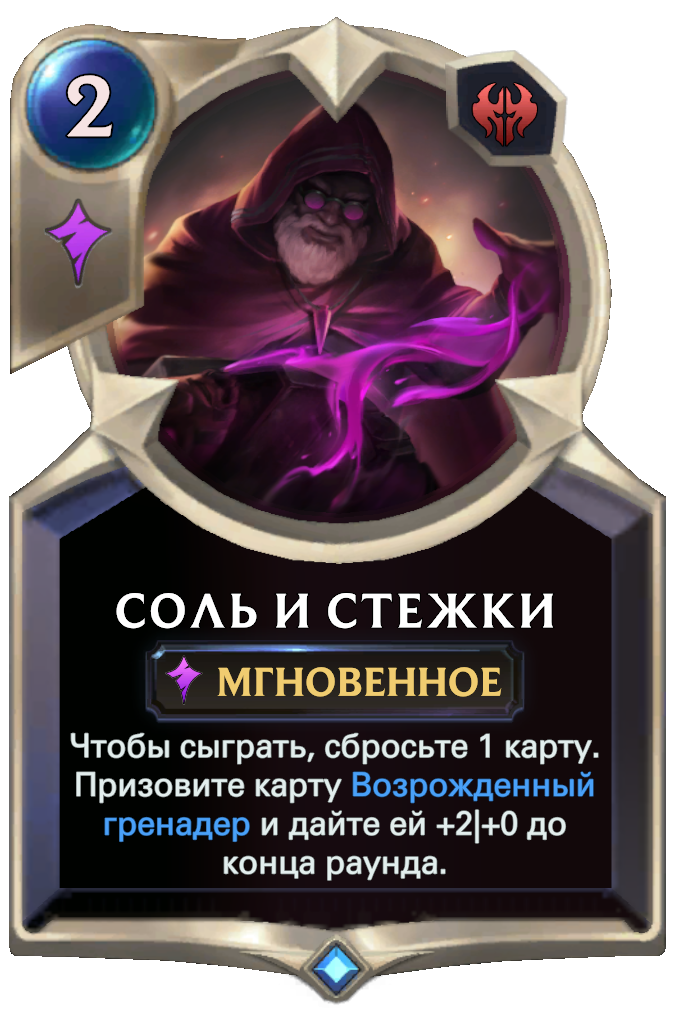 2
СОЛЬ И СТЕЖКИ
МГНОВЕННОЕ
Чтобы сыграть, сбросьте 1 карту.
Призовите карту Возрожденный
гренадер и дайте ей +2|+0 до
конца раунда.